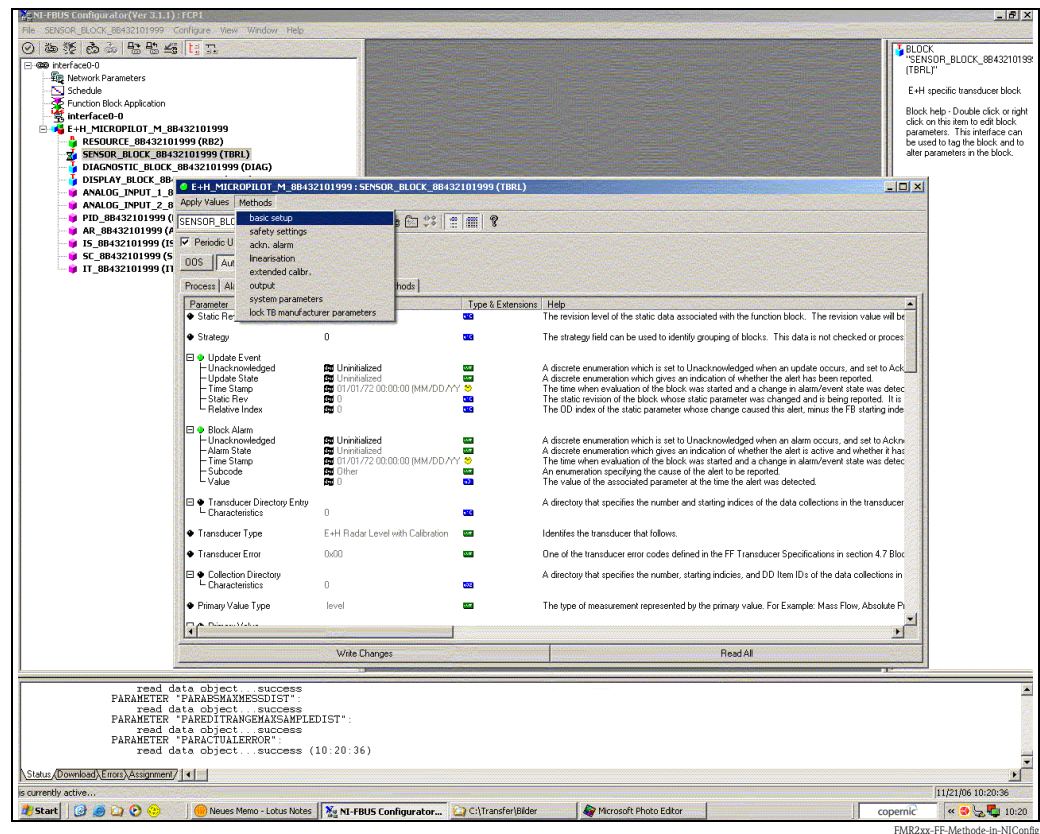 NI-FBUS Configurator(Ver 3.1.1) : FCP1
File SENSOR_BLOCK_8B432101999 Configure View Window Help
interface0-0
Network Parameters
Schedule
Function Block Application
interface0-0
E+H_MICROPILOT_M_8B432101999
RESOURCE_8B432101999 (RB2)
SENSOR_BLOCK_8B432101999 (TBRL)
DIAGNOSTIC_BLOCK_8B432101999 (DIAG)
DISPLAY_BLOCK_8B
ANALOG_INPUT_1_8
ANALOG_INPUT_2_8
PID_8B432101999 (
AR_8B432101999 (A
IS_8B432101999 (IS
SC_8B432101999 (S
IT_8B432101999 (IT
BLOCK
"SENSOR_BLOCK_8B43210199
(TBRL)"
E+H specific transducer block
Block help - Double click or right
click on this item to edit block
parameters. This interface can
be used to tag the block and to
alter parameters in the block.
E+H_MICROPILOT_M_8B432101999 : SENSOR_BLOCK_8B432101999 (TBRL)
Apply Values Methods
SENSOR_BLO
basic setup
safety settings
ackn. alarm
linearisation
extended calibr.
output
system parameters
lock TB manufacturer parameters
Periodic U
OOS Aut
Process Ala hods
Parameter Type & Extensions Help
Static Re The revision level of the static data associated with the function block. The revision value will be
Strategy 0 The strategy field can be used to identify grouping of blocks. This data is not checked or proces
Update Event
Unacknowledged Uninitialized A discrete enumeration which is set to Unacknowledged when an update occurs, and set to Ack
Update State Uninitialized A discrete enumeration which gives an indication of whether the alert has been reported.
Time Stamp 01/01/72 00:00:00 (MM/DD/YY The time when evaluation of the block was started and a change in alarm/event state was detec
Static Rev 0 The static revision of the block whose static parameter was changed and is being reported. It is
Relative Index 0 The OD index of the static parameter whose change caused this alert, minus the FB starting inde
Block Alarm
Unacknowledged Uninitialized A discrete enumeration which is set to Unacknowledged when an alarm occurs, and set to Ackn
Alarm State Uninitialized A discrete enumeration which gives an indication of whether the alert is active and whether it has
Time Stamp 01/01/72 00:00:00 (MM/DD/YY The time when evaluation of the block was started and a change in alarm/event state was detec
Subcode Other An enumeration specifying the cause of the alert to be reported.
Value 0 The value of the associated parameter at the time the alert was detected.
Transducer Directory Entry A directory that specifies the number and starting indices of the data collections in the transducer
Characteristics 0
Transducer Type E+H Radar Level with Calibration Identifes the transducer that follows.
Transducer Error 0x00 One of the transducer error codes defined in the FF Transducer Specifications in section 4.7 Bloc
Collection Directory A directory that specifies the number, starting indicies, and DD Item IDs of the data collections in
Characteristics 0
Primary Value Type level The type of measurement represented by the primary value. For Example: Mass Flow, Absolute P
Primary Value
Write Changes Read All
read data object...success
PARAMETER "PARABSMAXMESSDIST":
read data object...success
PARAMETER "PAREDITRANGEMAXSAMPLEDIST":
read data object...success
PARAMETER "PARACTUALERROR":
read data object...success (10:20:36)
Status Download Errors Assignment
is currently active... 11/21/06 10:20:36
Start Neues Memo - Lotus Notes NI-FBUS Configurator... C:\Transfer\Bilder Microsoft Photo Editor copernic 10:20
FMR2xx-FF-Methode-in-NIConfig